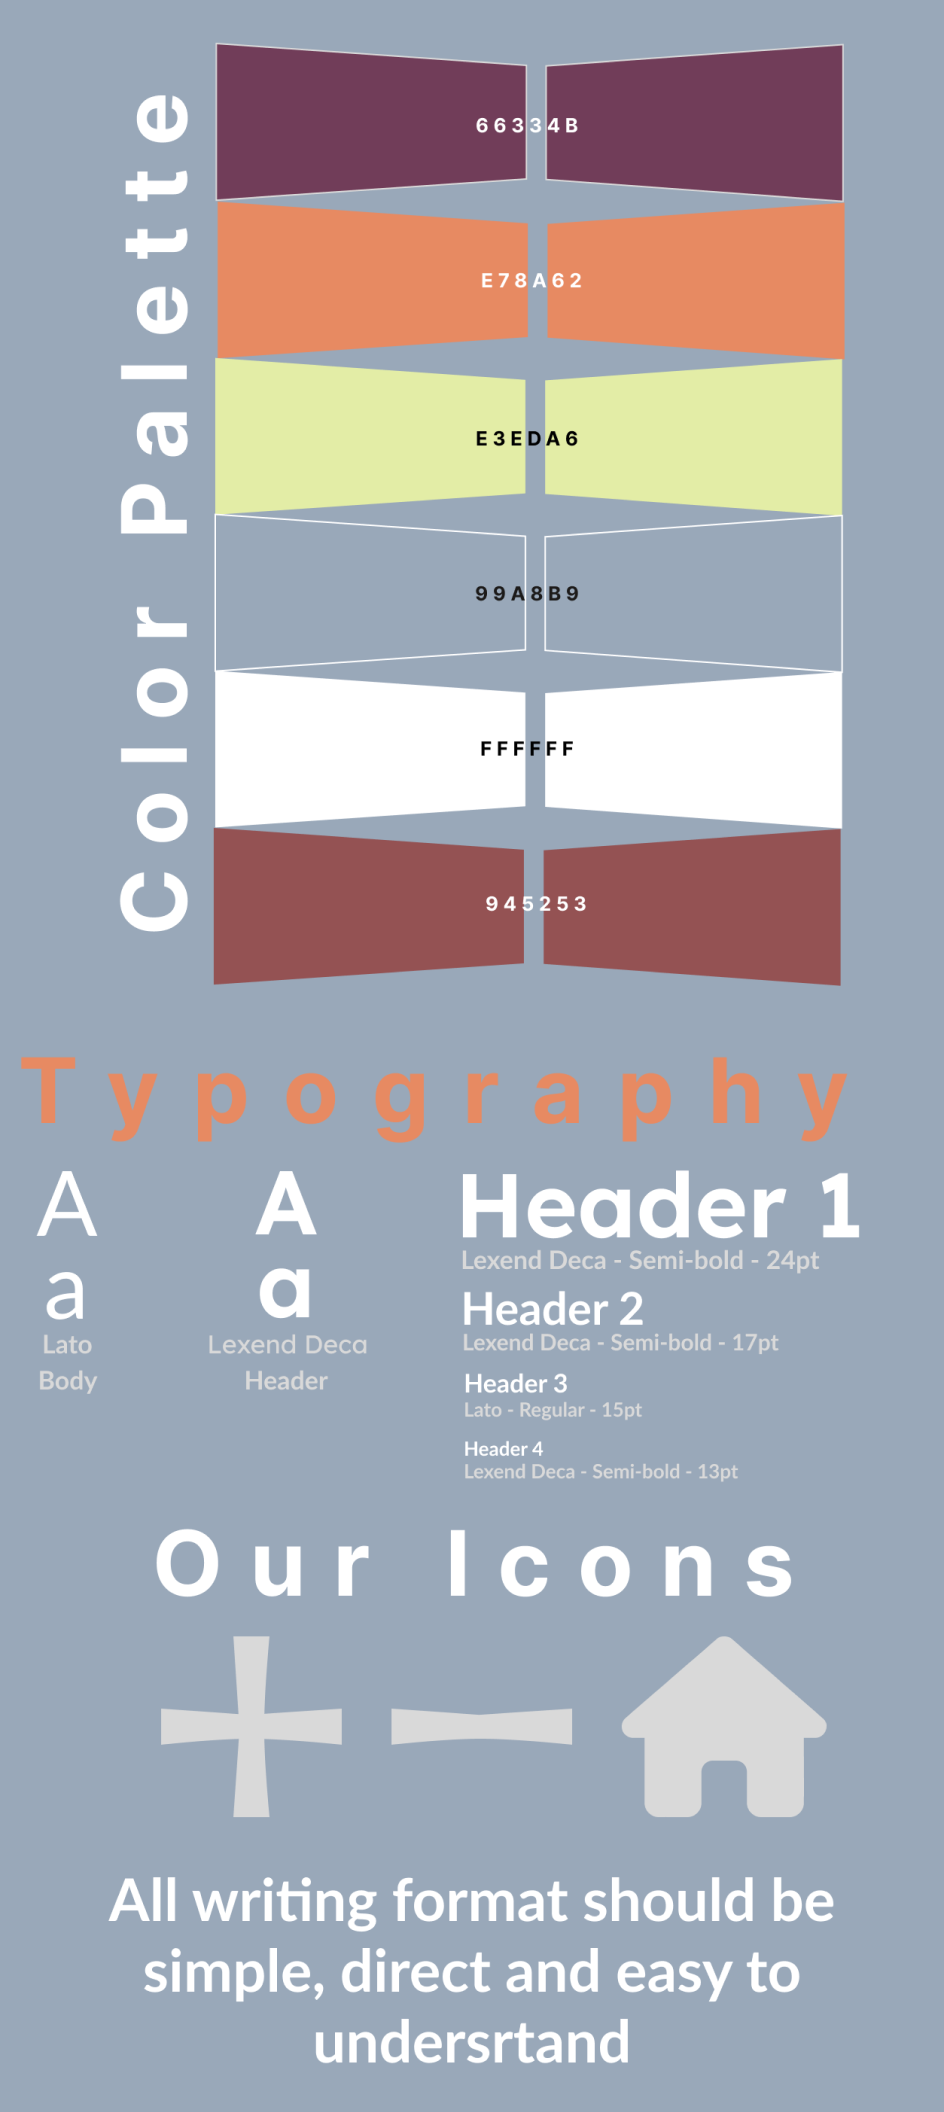 Color Palette
66334B
E78A62
E3EDA6
99A8B9
FFFFFF
945253
Typography
A
a
Lato
Body
A
a
Lexend Deca
Header
Header 1
Lexend Deca - Semi-bold - 24pt
Header 2
Lexend Deca - Semi-bold - 17pt
Header 3
Lato - Regular - 15pt
Header 4
Lexend Deca - Semi-bold - 13pt
Our Icons
All writing format should be
simple, direct and easy to
undersrtand